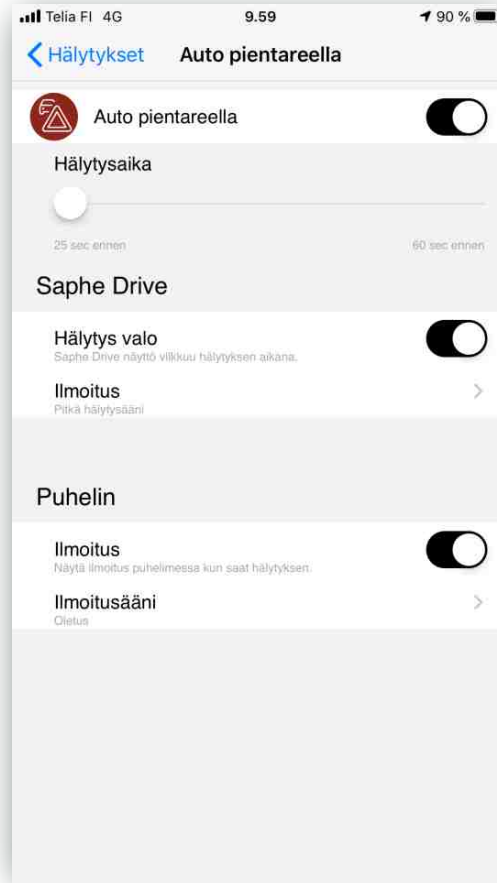 Telia FI 4G 9.59 90 %
Hälytykset Auto pientareella
Auto pientareella
Hälytysaika
25 sec ennen 60 sec ennen
Saphe Drive
Hälytys valo
Saphe Drive näyttö vilkkuu hälytyksen aikana.
Ilmoitus
Pitkä hälytysääni
Puhelin
Ilmoitus
Näytä ilmoitus puhelimessa kun saat hälytyksen.
Ilmoitusääni
Oletus